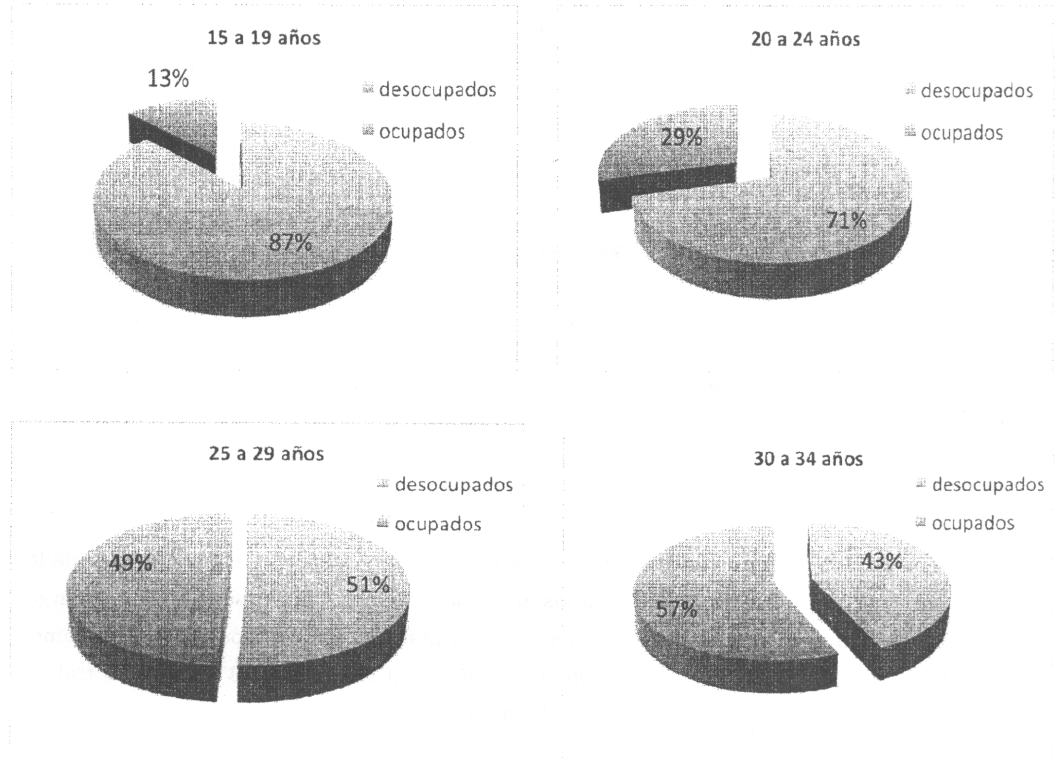 15 a 19 años
13%
desocupados
ocupados
87%
20 a 24 años
desocupados
29%
ocupados
71%
25 a 29 años
desocupados
ocupados
49%
51%
30 a 34 años
desocupados
ocupados
43%
57%